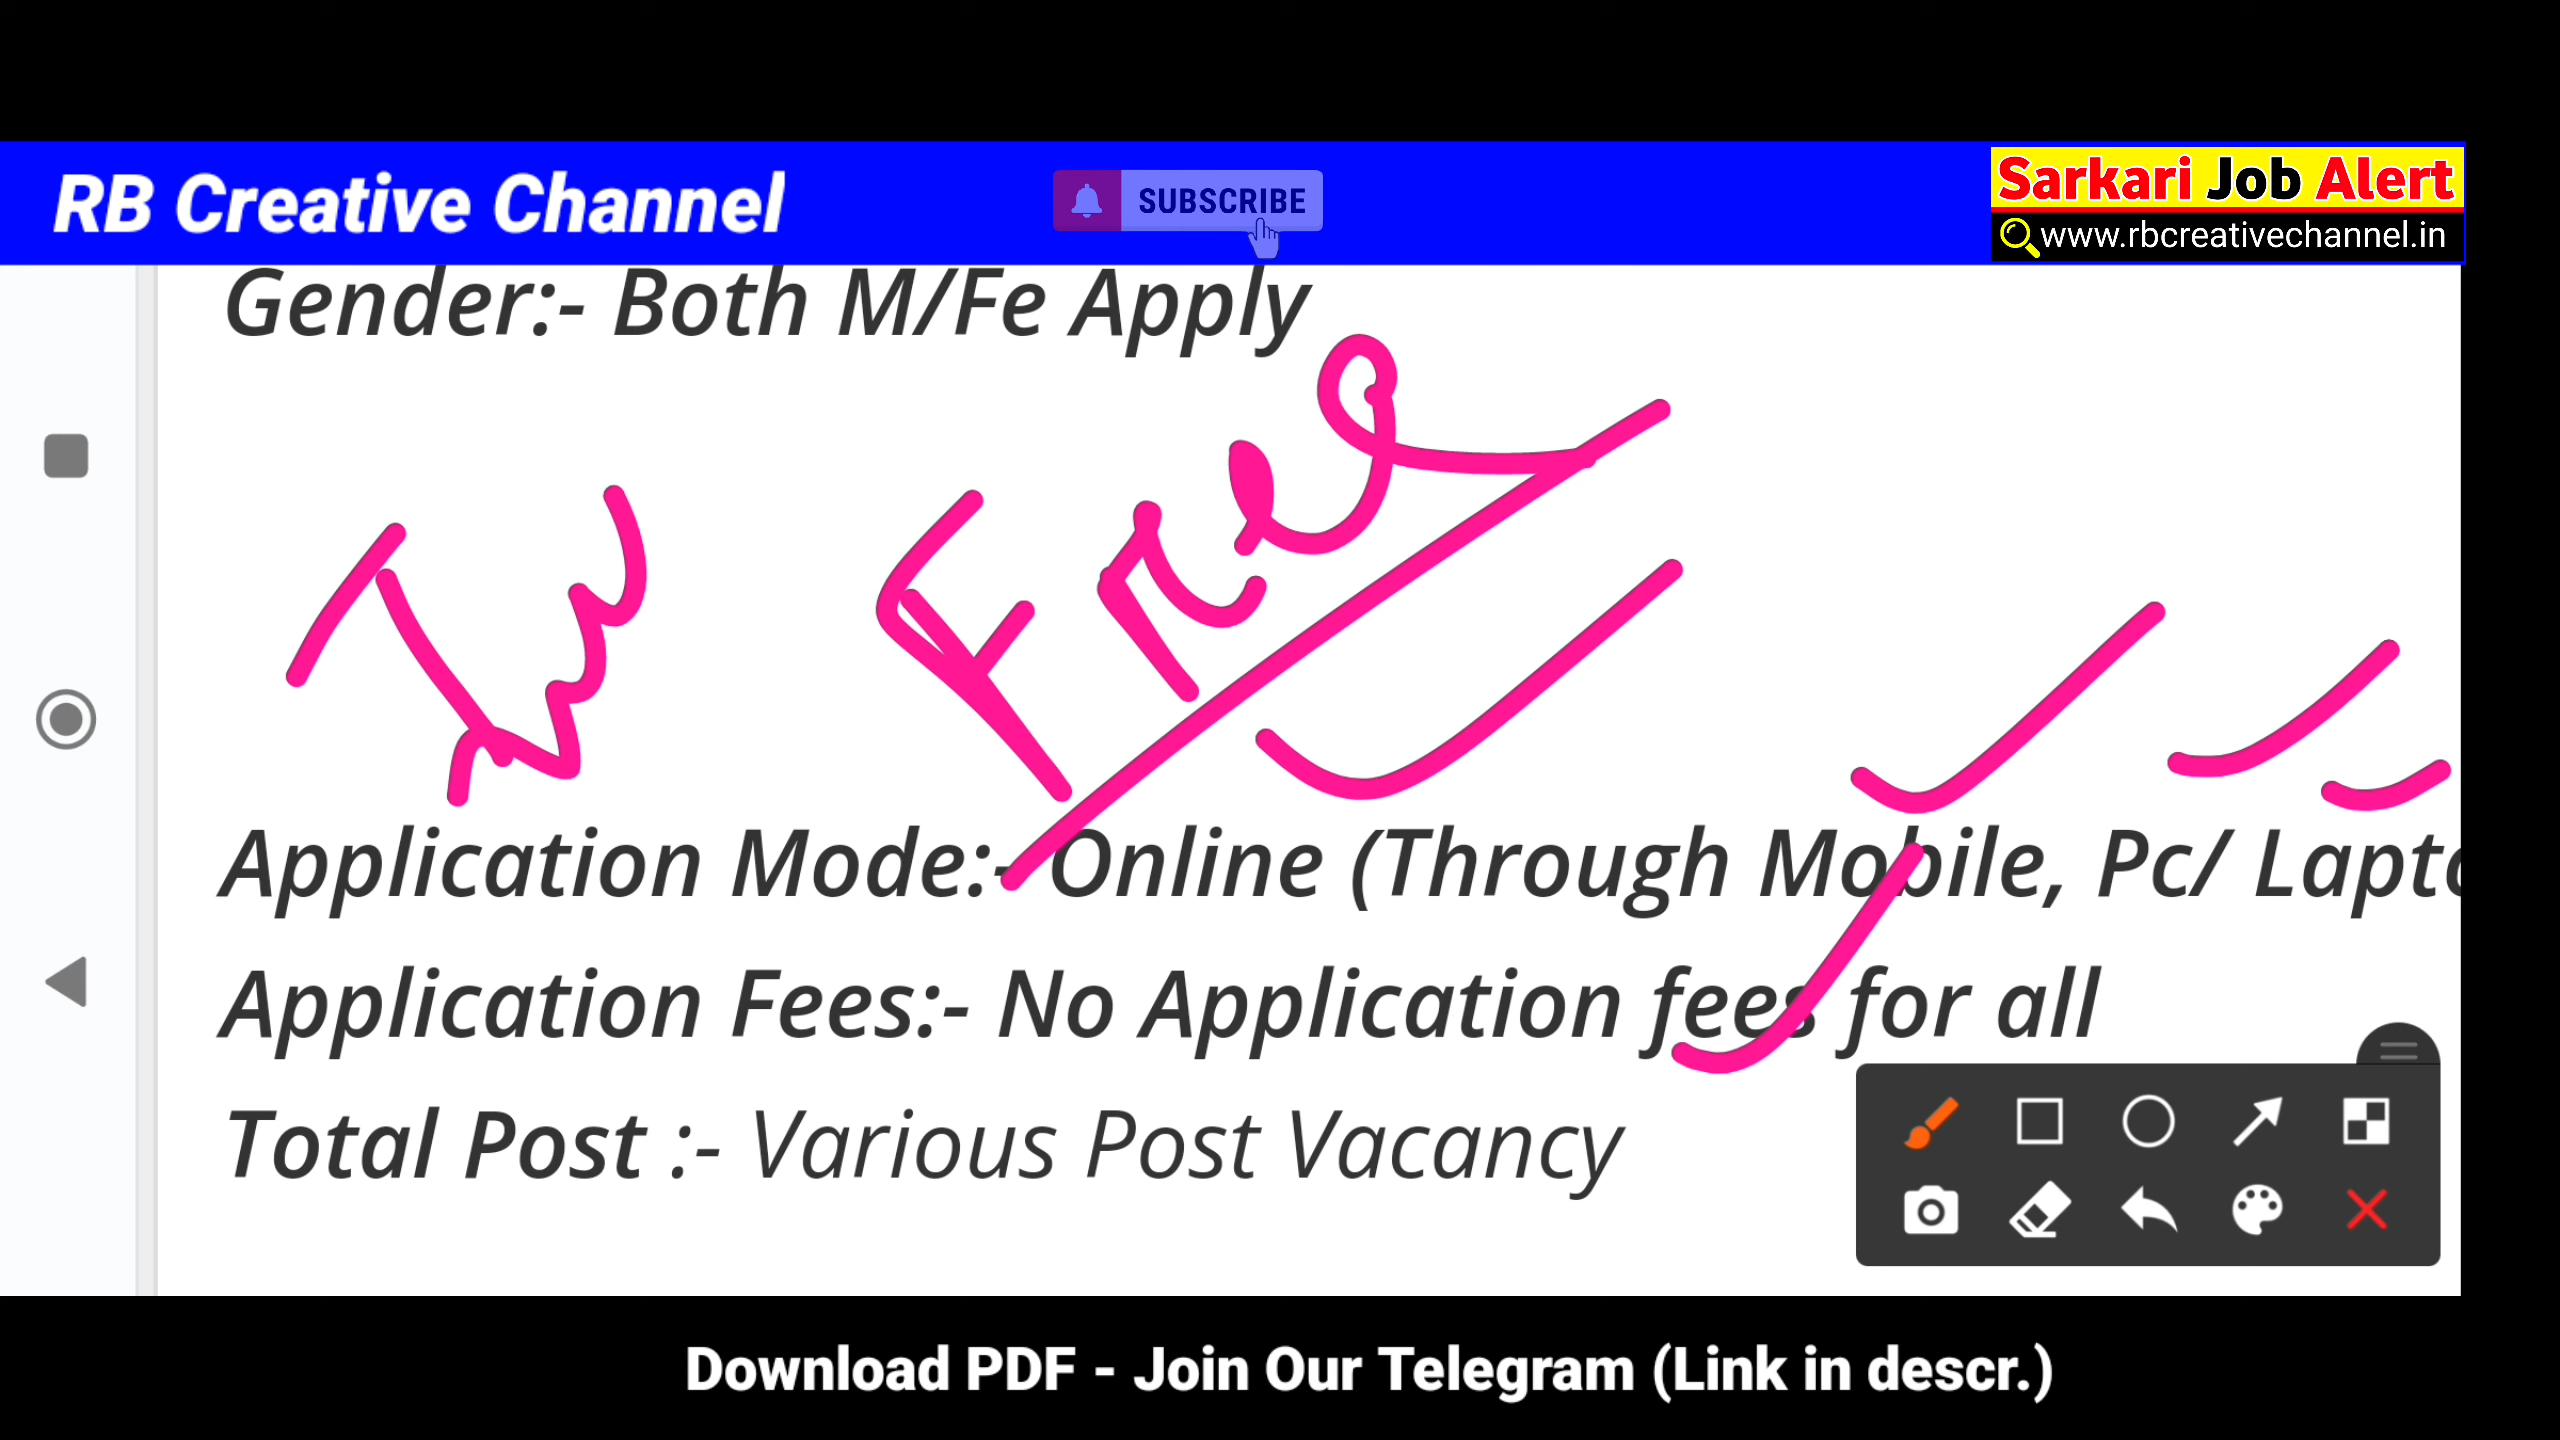 RB Creative Channel
SUBSCRIBE
Sarkari Job Alert
www.rbcreativechannel.in
Gender:- Both M/Fe Apply
Free
Application Mode:- Online (Through Mobile, Pc/
Application Fees:- No Application fees for all
Total Post :- Various Post Vacancy
Download PDF - Join Our Telegram (Link in descr.)